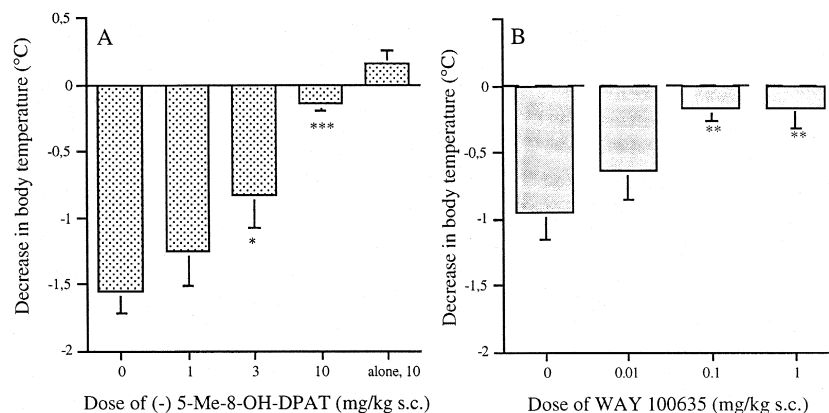 A
Decrease in body temperature (°C)
0,5
0
-0,5
-1
-1,5
-2
***
*
0 1 3 10 alone, 10
Dose of (-) 5-Me-8-OH-DPAT (mg/kg s.c.)
B
Decrease in body temperature (°C)
0
-0,5
-1
-1,5
-2
** **
0 0.01 0.1 1
Dose of WAY 100635 (mg/kg s.c.)